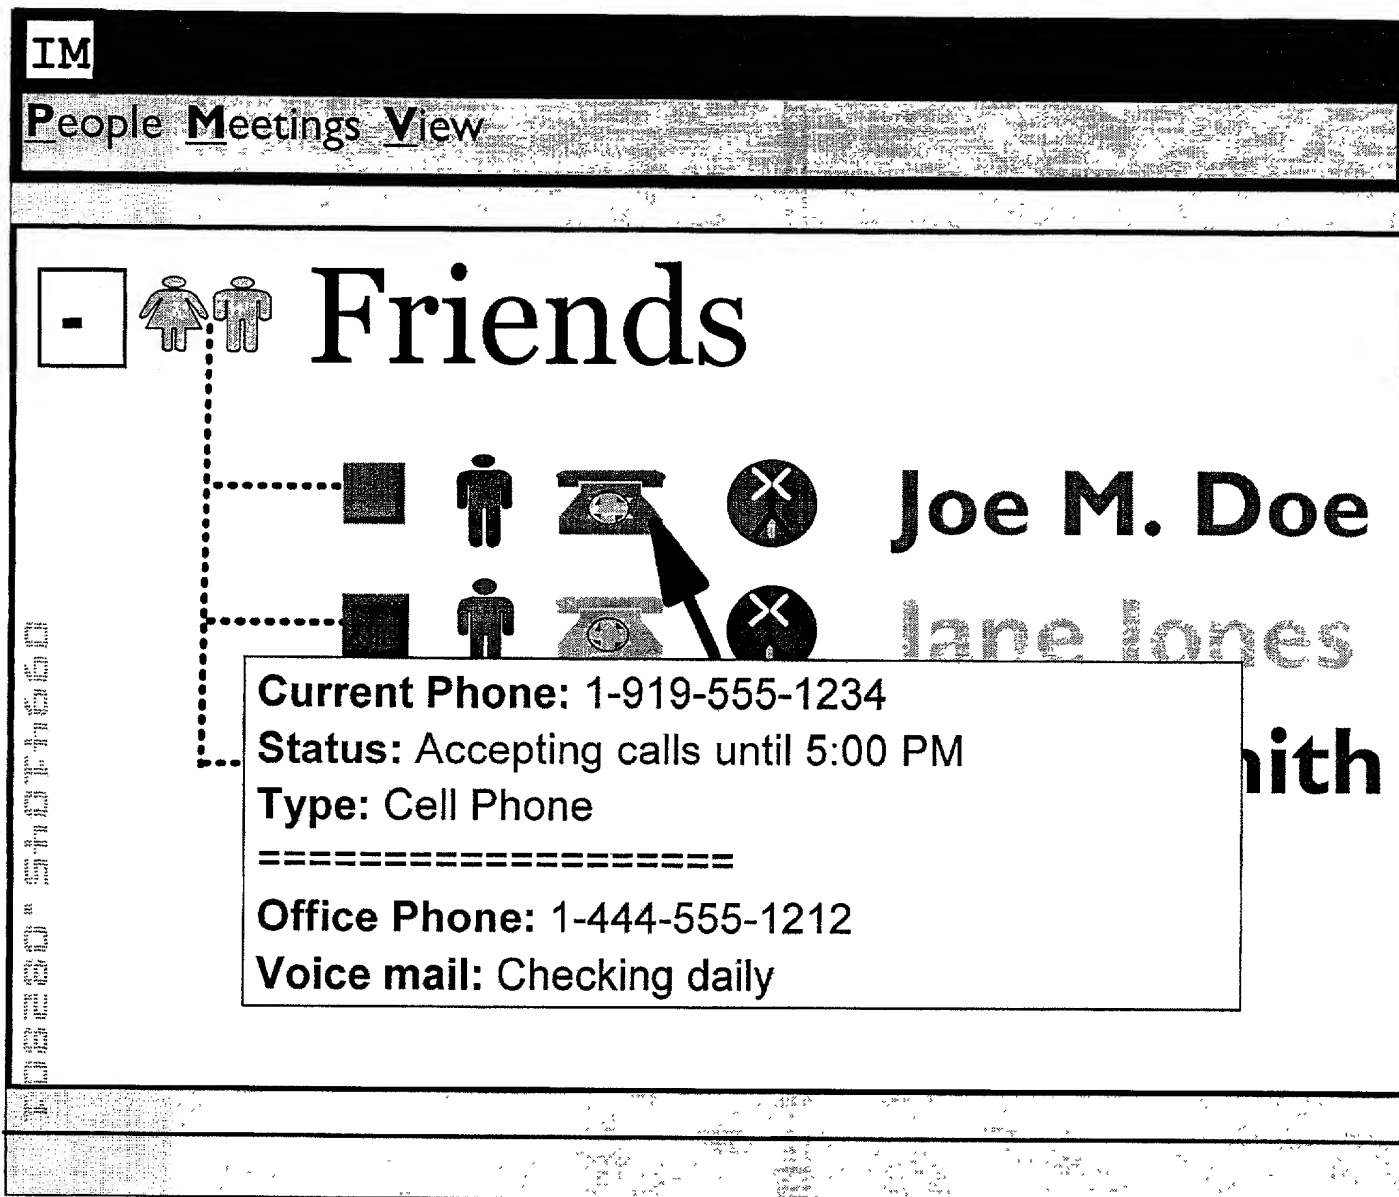 IM
People Meetings View
-
Friends
Joe M. Doe
Jane Jones
Current Phone: 1-919-555-1234
Status: Accepting calls until 5:00 PM
Type: Cell Phone
===================
Office Phone: 1-444-555-1212
Voice mail: Checking daily